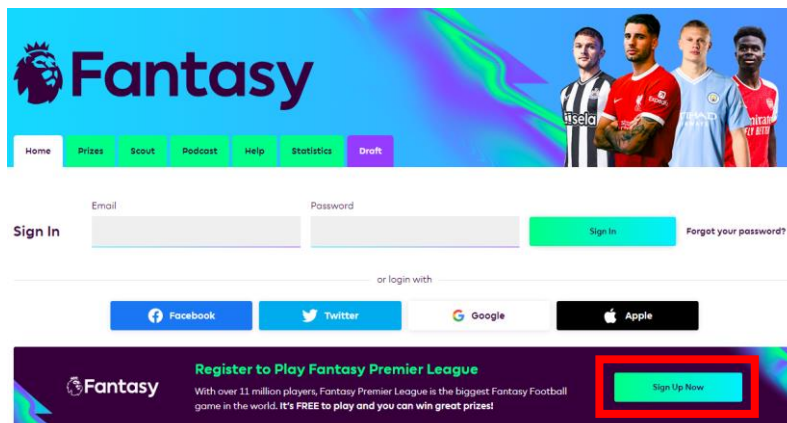 Fantasy
Home Prizes Scout Podcast Help Statistics Draft
Email Password
Sign In Sign In Forgot your password?
or login with
Facebook Twitter Google Apple
Register to Play Fantasy Premier League
Fantasy
With over 11 million players, Fantasy Premier League is the biggest Fantasy Football
game in the world. It's FREE to play and you can win great prizes!
Sign Up Now